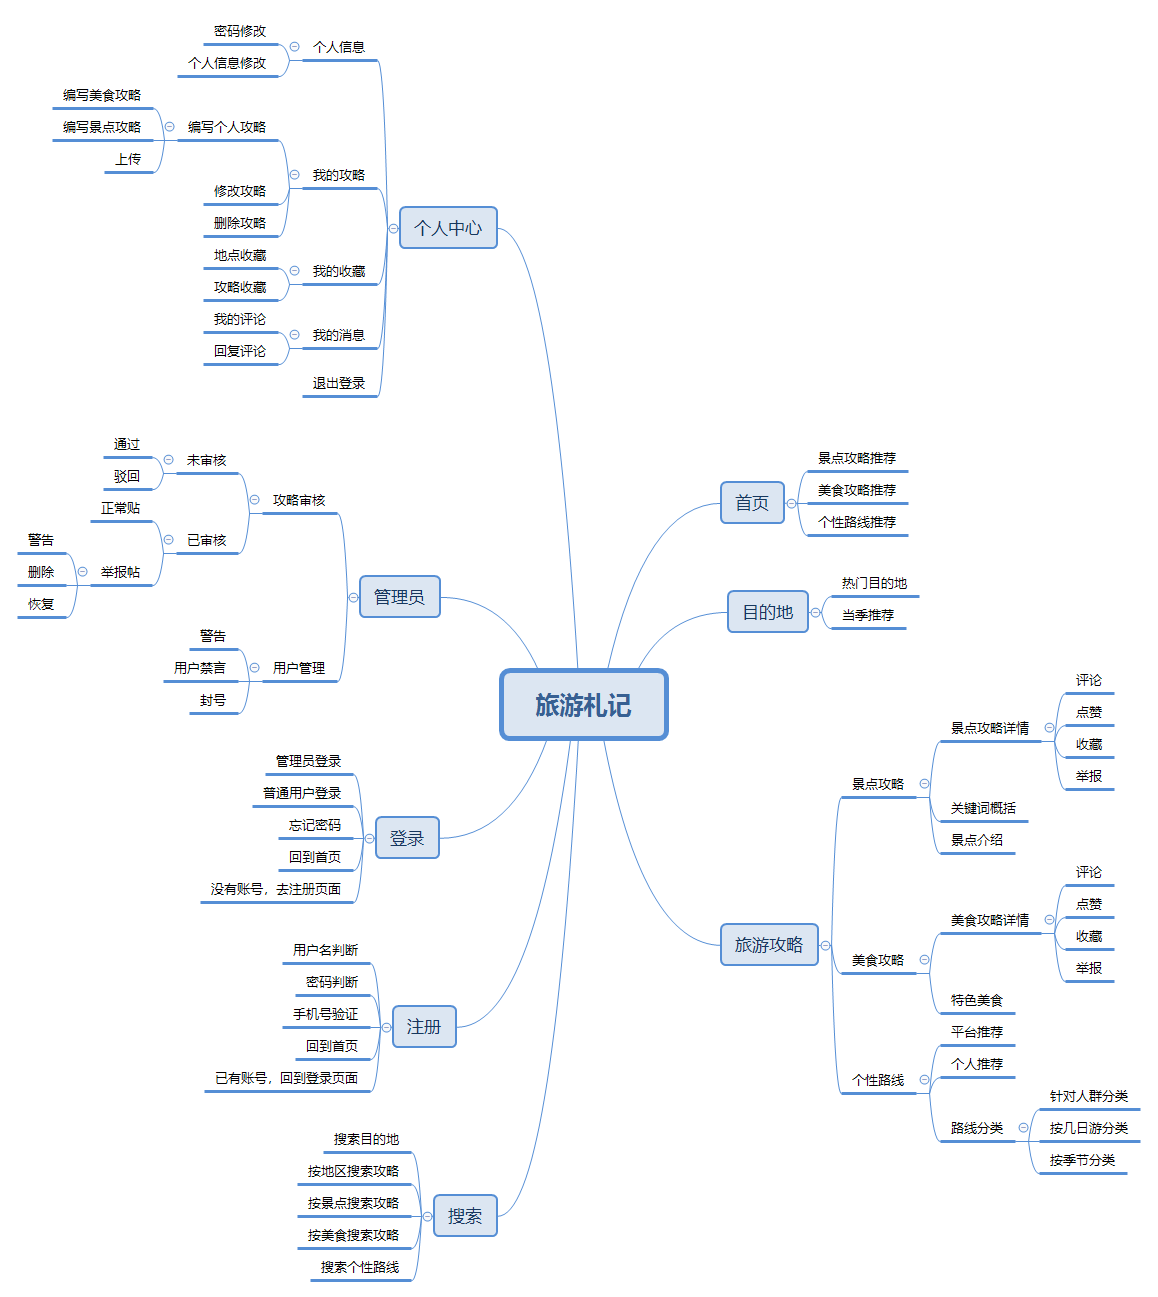 旅游札记
个人中心
个人信息
密码修改
个人信息修改
我的攻略
编写个人攻略
编写美食攻略
编写景点攻略
上传
修改攻略
删除攻略
我的收藏
地点收藏
攻略收藏
我的消息
我的评论
回复评论
退出登录
管理员
攻略审核
未审核
通过
驳回
已审核
正常贴
举报帖
警告
删除
恢复
用户管理
警告
用户禁言
封号
登录
管理员登录
普通用户登录
忘记密码
回到首页
没有账号，去注册页面
注册
用户名判断
密码判断
手机号验证
回到首页
已有账号，回到登录页面
搜索
搜索目的地
按地区搜索攻略
按景点搜索攻略
按美食搜索攻略
搜索个性路线
首页
景点攻略推荐
美食攻略推荐
个性路线推荐
目的地
热门目的地
当季推荐
旅游攻略
景点攻略
景点攻略详情
评论
点赞
收藏
举报
关键词概括
景点介绍
美食攻略
美食攻略详情
评论
点赞
收藏
举报
特色美食
个性路线
平台推荐
个人推荐
路线分类
针对人群分类
按几日游分类
按季节分类